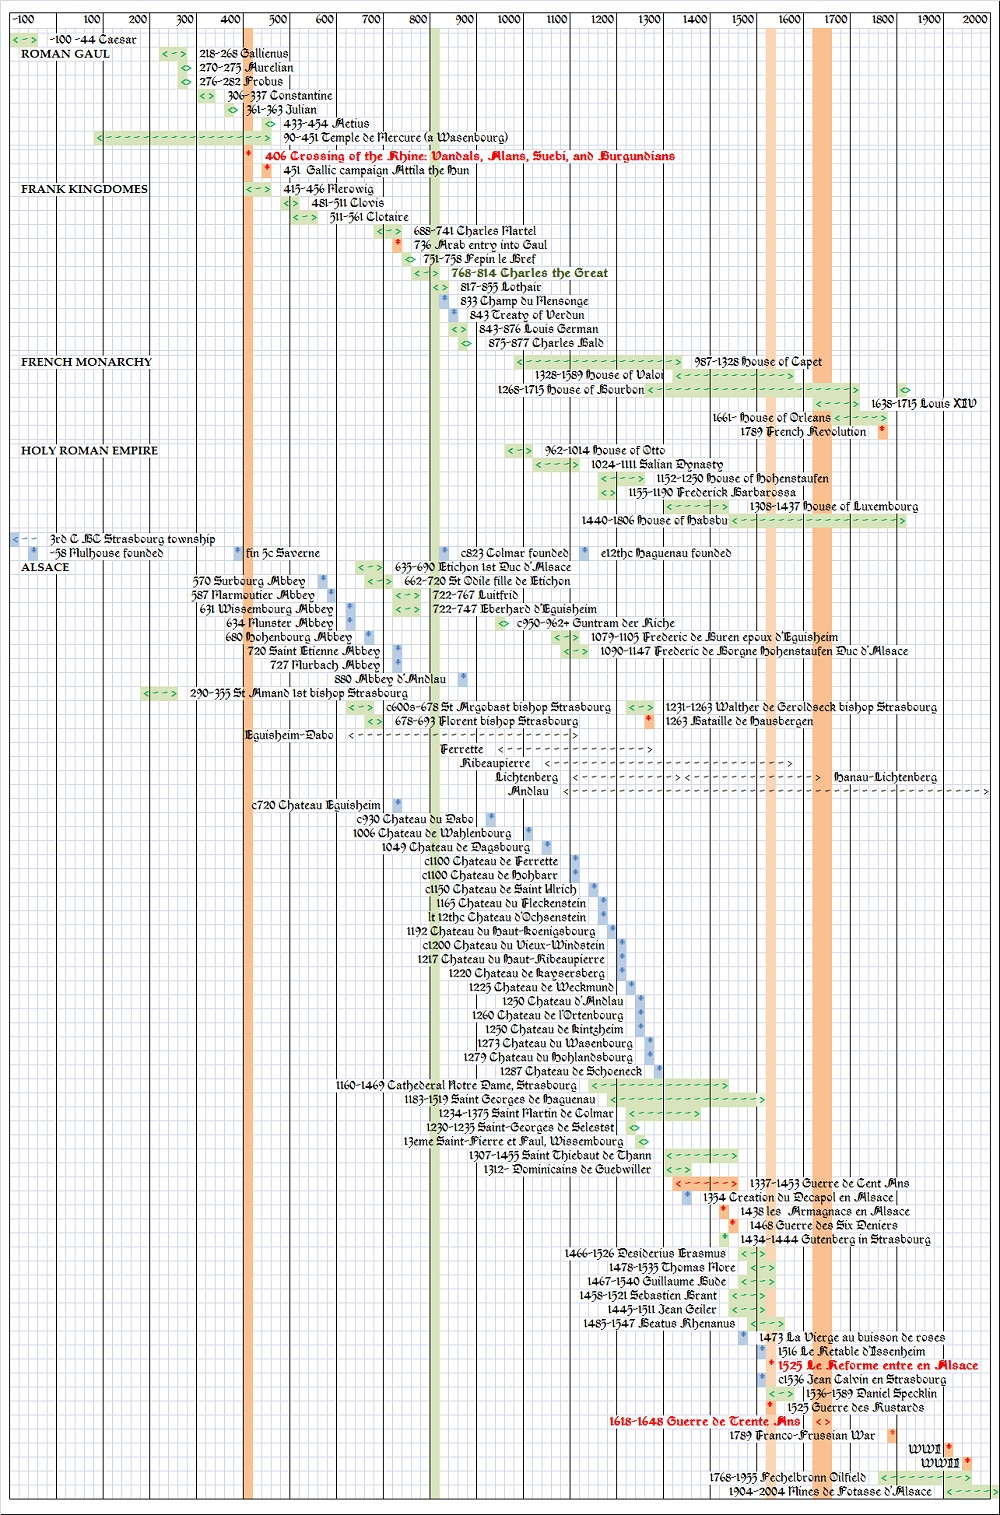 -100 100 200 300 400 500 600 700 800 900 1000 1100 1200 1300 1400 1500 1600 1700 1800 1900 2000
-100 -44 Caesar
ROMAN GAUL 218-268 Gallienus
270-275 Aurelian
276-282 Probus
306-337 Constantine
361-363 Julian
433-454 Aetius
90-451 Temple de Mercure (a Wasenbourg)
406 Crossing of the Rhine: Vandals, Alans, Suebi, and Burgundians
451 Gallic campaign Attila the Hun
FRANK KINGDOMES 415-456 Merowig
481-511 Clovis
511-561 Clotaire
688-741 Charles Martel
736 Arab entry into Gaul
751-758 Pepin le Bref
768-814 Charles the Great
817-855 Lothair
833 Champ du Mensonge
843 Treaty of Verdun
843-876 Louis German
875-877 Charles Bald
FRENCH MONARCHY 987-1328 House of Capet
1328-1589 House of Valoi
1268-1715 House of Bourbon
1638-1715 Louis XIV
1661- House of Orleans
1789 French Revolution
HOLY ROMAN EMPIRE 962-1014 House of Otto
1024-1111 Salian Dynasty
1152-1250 House of Hohenstaufen
1155-1190 Frederick Barbarossa
1308-1437 House of Luxembourg
1440-1806 House of Habsbu
3rd C BC Strasbourg township
-58 Mulhouse founded fin 5c Saverne c823 Colmar founded e12thc Haguenau founded
ALSACE 635-690 Etichon 1st Duc d'Alsace
570 Surbourg Abbey 662-720 St Odile fille de Etichon
587 Marmoutier Abbey 722-767 Luitfrid
631 Wissembourg Abbey 722-747 Eberhard d'Eguisheim
634 Munster Abbey c950-962+ Guntram der Riche
680 Hohenbourg Abbey 1079-1105 Frederic de Buren epoux d'Eguisheim
720 Saint Etienne Abbey 1090-1147 Frederic de Borgne Hohenstaufen Duc d'Alsace
727 Murbach Abbey
880 Abbey d'Andlau
290-355 St Amand 1st bishop Strasbourg
c600s-678 St Argobast bishop Strasbourg 1231-1263 Walther de Geroldseck bishop Strasbourg
678-693 Florent bishop Strasbourg 1263 Bataille de Hausbergen
Eguisheim-Dabo
Ferrette
Ribeaupierre
Lichtenberg Hanau-Lichtenberg
Andlau
c720 Chateau Eguisheim
c930 Chateau du Dabo
1006 Chateau de Wahlenbourg
1049 Chateau de Dagsbourg
c1100 Chateau de Ferrette
c1100 Chateau de Hohbarr
c1150 Chateau de Saint Ulrich
1165 Chateau du Fleckenstein
lt 12thc Chateau d'Ochsenstein
1192 Chateau du Haut-Koenigsbourg
c1200 Chateau du Vieux-Windstein
1217 Chateau du Haut-Ribeaupierre
1220 Chateau de Kaysersberg
1225 Chateau de Weckmund
1250 Chateau d'Andlau
1260 Chateau de l'Ortenbourg
1250 Chateau de Kintzheim
1273 Chateau du Wasenbourg
1279 Chateau du Hohlandsbourg
1287 Chateau de Schoeneck
1160-1469 Cathederal Notre Dame, Strasbourg
1183-1519 Saint Georges de Haguenau
1234-1375 Saint Martin de Colmar
1230-1235 Saint-Georges de Selestst
13eme Saint-Pierre et Paul, Wissembourg
1307-1455 Saint Thiebaut de Thann
1312- Dominicains de Guebwiller
1337-1453 Guerre de Cent Ans
1354 Creation du Decapol en Alsace
1438 les Armagnacs en Alsace
1468 Guerre des Six Deniers
1434-1444 Gutenberg in Strasbourg
1466-1526 Desiderius Erasmus
1478-1535 Thomas More
1467-1540 Guillaume Bude
1458-1521 Sebastien Brant
1445-1511 Jean Geiler
1485-1547 Beatus Rhenanus
1473 La Vierge au buisson de roses
1516 Le Retable d'Issenheim
1525 Le Reforme entre en Alsace
c1536 Jean Calvin en Strasbourg
1536-1589 Daniel Specklin
1525 Guerre des Rustards
1618-1648 Guerre de Trente Ans
1789 Franco-Prussian War
WWI
WWII
1768-1955 Pechelbronn Oilfield
1904-2004 Mines de Potasse d'Alsace